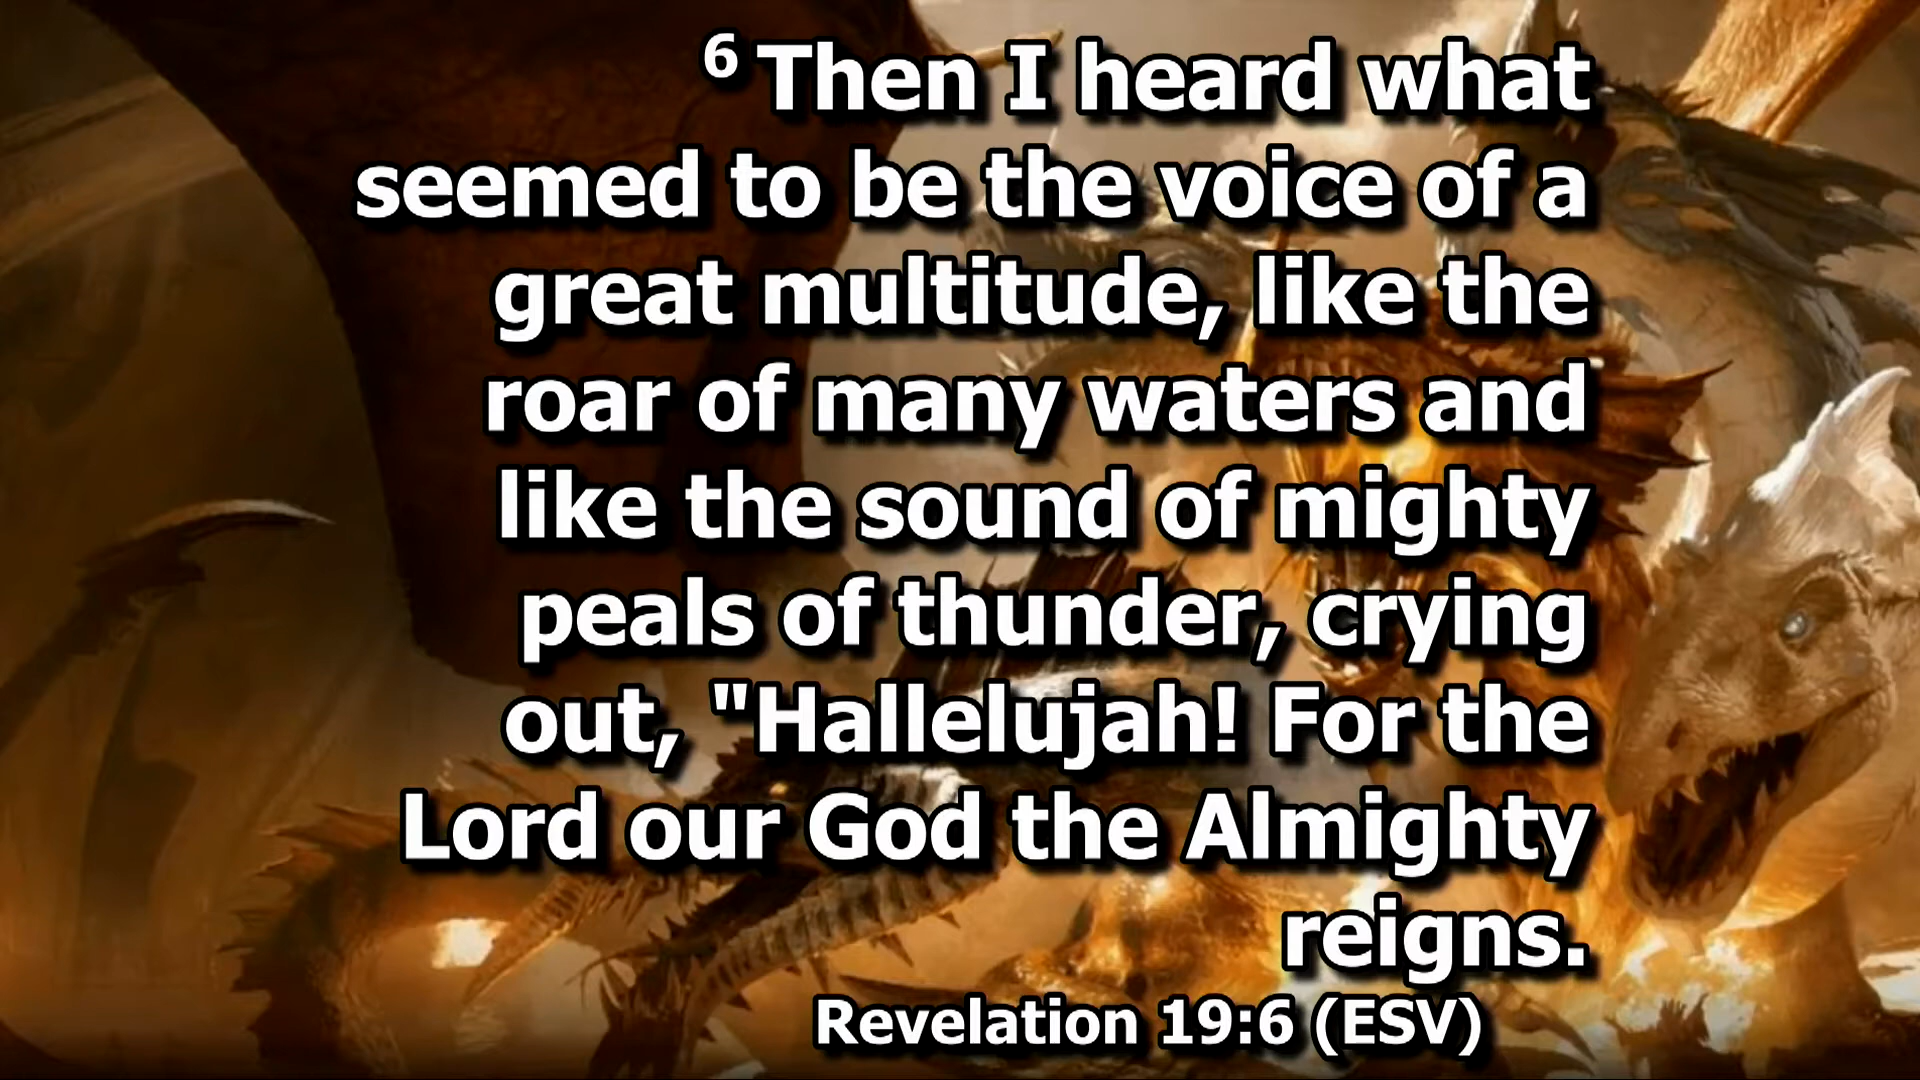 6 Then I heard what
seemed to be the voice of a
great multitude, like the
roar of many waters and
like the sound of mighty
peals of thunder, crying
out, "Hallelujah! For the
Lord our God the Almighty
reigns.
Revelation 19:6 (ESV)